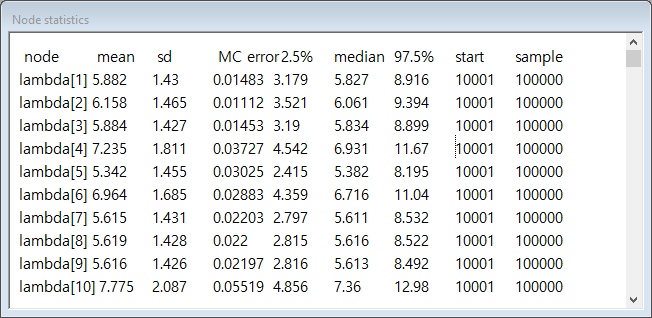 Node statistics
node mean sd MC error 2.5% median 97.5% start sample
lambda[1] 5.882 1.43 0.01483 3.179 5.827 8.916 10001 100000
lambda[2] 6.158 1.465 0.01112 3.521 6.061 9.394 10001 100000
lambda[3] 5.884 1.427 0.01453 3.19 5.834 8.899 10001 100000
lambda[4] 7.235 1.811 0.03727 4.542 6.931 11.67 10001 100000
lambda[5] 5.342 1.455 0.03025 2.415 5.382 8.195 10001 100000
lambda[6] 6.964 1.685 0.02883 4.359 6.716 11.04 10001 100000
lambda[7] 5.615 1.431 0.02203 2.797 5.611 8.532 10001 100000
lambda[8] 5.619 1.428 0.022 2.815 5.616 8.522 10001 100000
lambda[9] 5.616 1.426 0.02197 2.816 5.613 8.492 10001 100000
lambda[10] 7.775 2.087 0.05519 4.856 7.36 12.98 10001 100000